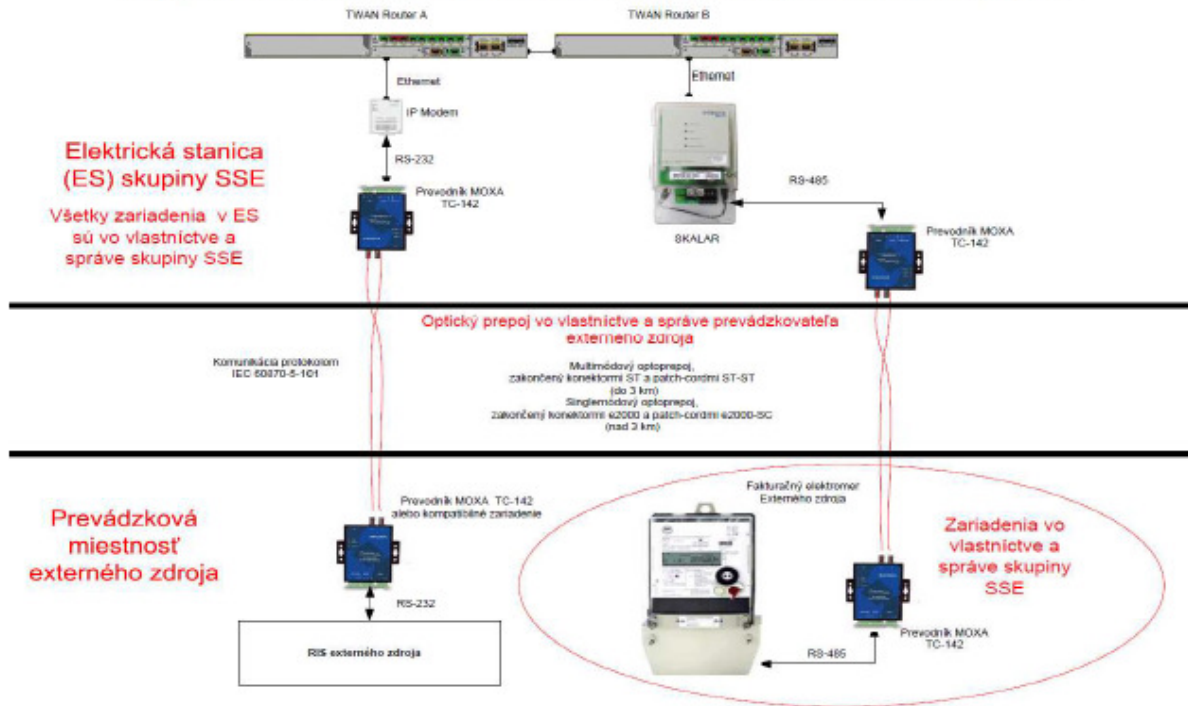 TWAN Router A
TWAN Router B
Ethernet
Ethernet
IP Modem
Elektrická stanica
(ES) skupiny SSE
RS-232
RS-485
Prevodník MOXA
TC-142
Všetky zariadenia v ES
sú vo vlastníctve a
správe skupiny SSE
SKALAR
Prevodník MOXA
TC-142
Optický prepoj vo vlastníctve a správe prevádzkovateľa
externého zdroja
Komunikácia protokolom
IEC 60870-5-101
Multimódový optoprepoj,
zakončený konektormi ST a patch-cordmi ST-ST
(do 3 km)
Singlemódový optoprepoj,
zakončený konektormi e2000 a patch-cordmi e2000-SC
(nad 3 km)
Prevádzková
miestnosť
externého zdroja
Prevodník MOXA TC-142
alebo kompatibilné zariadenie
Fakturačný elektromer
Externého zdroja
Zariadenia vo
vlastníctve a
správe skupiny
SSE
RS-232
RIS externého zdroja
RS-485
Prevodník MOXA
TC-142